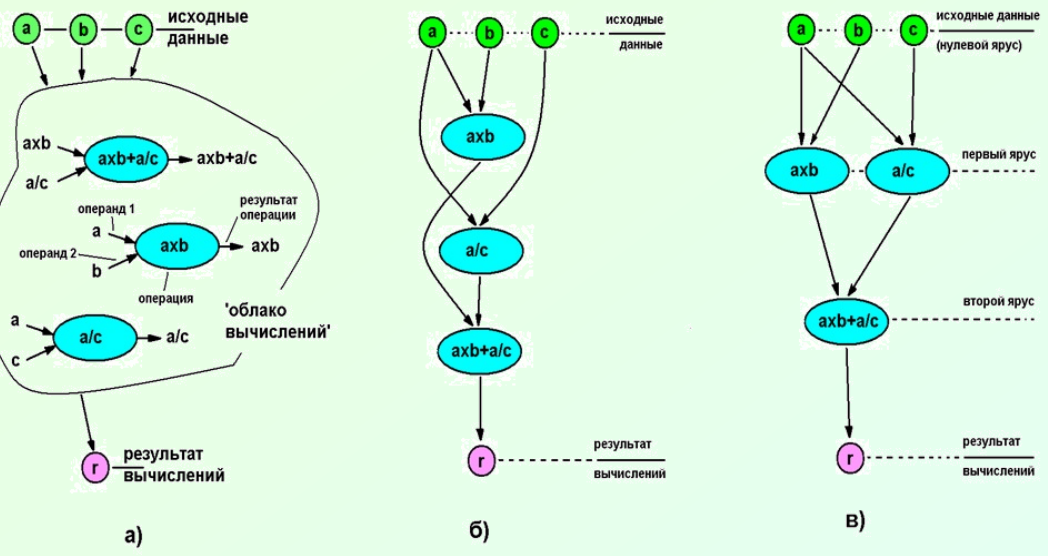 a b c исходные
данные
axb
a/c
axb+a/c
axb+a/c
операнд 1
a
операнд 2
b
axb
операция
результат
операции
axb
a
c
a/c
a/c
'облако
вычислений'
r результат
вычислений
а)
a b c исходные
данные
axb
a/c
axb+a/c
r результат
вычислений
б)
a b c исходные данные
(нулевой ярус)
axb a/c первый ярус
axb+a/c второй ярус
r результат
вычислений
в)